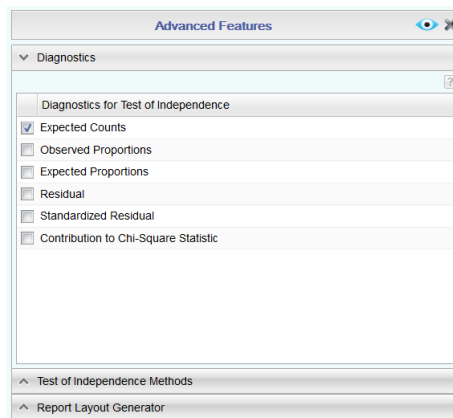 Advanced Features
Diagnostics
?
Diagnostics for Test of Independence
Expected Counts
Observed Proportions
Expected Proportions
Residual
Standardized Residual
Contribution to Chi-Square Statistic
Test of Independence Methods
Report Layout Generator